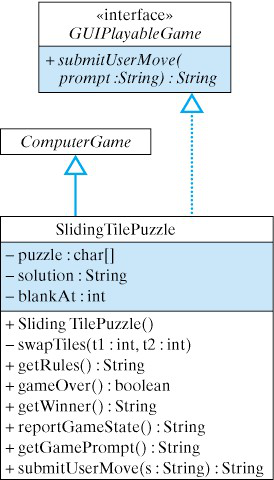 «interface»
GUIPlayableGame
+ submitUserMove(
prompt :String) : String
ComputerGame
SlidingTilePuzzle
– puzzle : char[]
– solution : String
– blankAt : int
+ Sliding TilePuzzle()
– swapTiles(t1 : int, t2 : int)
+ getRules() : String
+ gameOver() : boolean
+ getWinner() : String
+ reportGameState() : String
+ getGamePrompt() : String
+ submitUserMove(s : String) : String